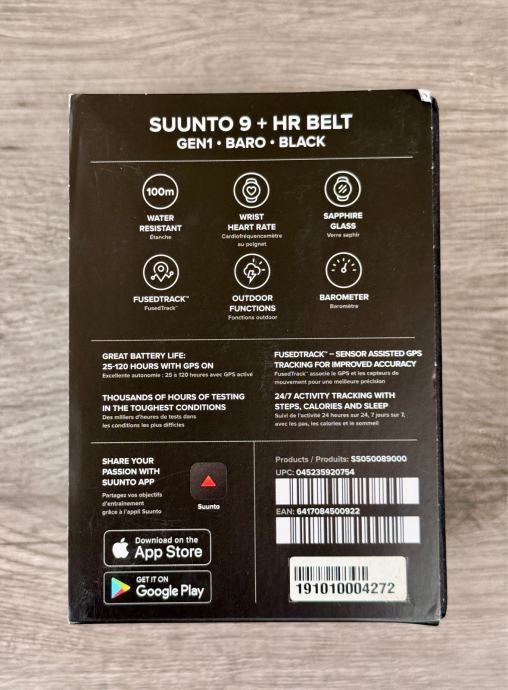 SUUNTO 9 + HR BELT
GEN1 • BARO • BLACK
100m
WATER
RESISTANT
Étanche
WRIST
HEART RATE
Cardiofréquencemètre
au poignet
SAPPHIRE
GLASS
Verre saphir
FUSEDTRACK™
FusedTrack™
OUTDOOR
FUNCTIONS
Fonctions outdoor
BAROMETER
Baromètre
GREAT BATTERY LIFE:
25-120 HOURS WITH GPS ON
Excellente autonomie : 25 à 120 heures avec GPS activé
THOUSANDS OF HOURS OF TESTING
IN THE TOUGHEST CONDITIONS
Des milliers d'heures de tests dans
les conditions les plus difficiles
FUSEDTRACK™ – SENSOR ASSISTED GPS
TRACKING FOR IMPROVED ACCURACY
FusedTrack™ associe le GPS et les capteurs de
mouvement pour une meilleure précision
24/7 ACTIVITY TRACKING WITH
STEPS, CALORIES AND SLEEP
Suivi de l'activité 24 heures sur 24, 7 jours sur 7,
avec les pas, les calories et le sommeil
SHARE YOUR
PASSION WITH
SUUNTO APP
Partagez vos objectifs
d'entraînement
grâce à l'appli Suunto
Suunto
Download on the
App Store
GET IT ON
Google Play
Products / Produits: SS050089000
UPC: 045235920754
EAN: 6417084500922
191010004272